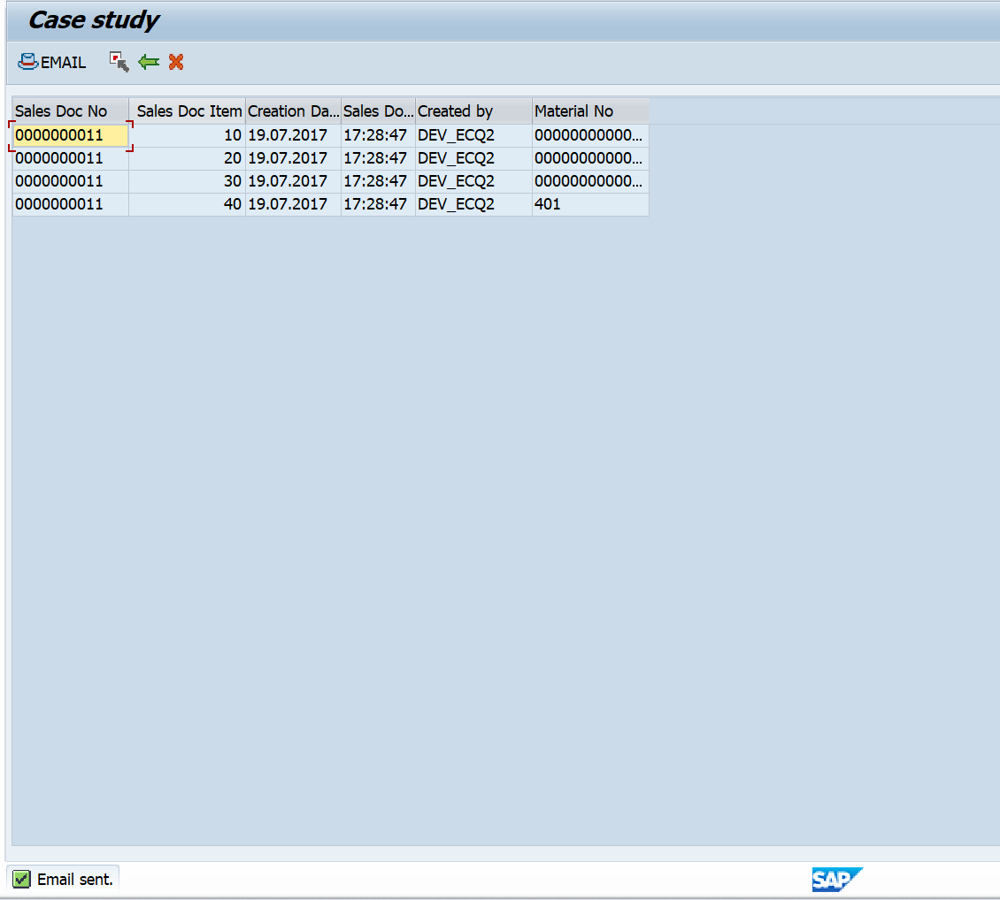 Case study
EMAIL
Sales Doc No Sales Doc Item Creation Da... Sales Do... Created by Material No
0000000011 10 19.07.2017 17:28:47 DEV_ECQ2 00000000000...
0000000011 20 19.07.2017 17:28:47 DEV_ECQ2 00000000000...
0000000011 30 19.07.2017 17:28:47 DEV_ECQ2 00000000000...
0000000011 40 19.07.2017 17:28:47 DEV_ECQ2 401
Email sent. SAP